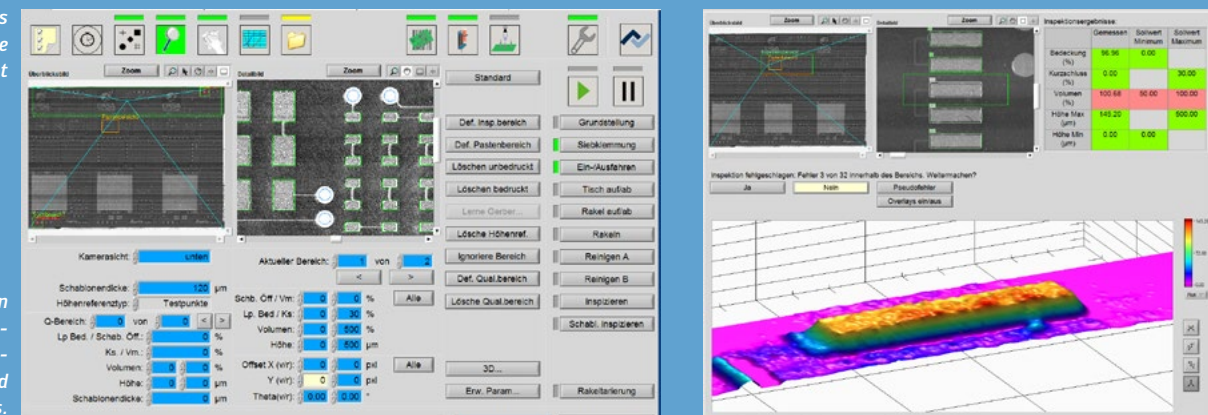 s
e
t
n
-
-
d
s.
Überblicksbild
Zoom
Detailbild
Zoom
Standard
Def. Insp.bereich
Grundstellung
Def. Pastenbereich
Siebklemmung
Löschen unbedruckt
Ein-/Ausfahren
Löschen bedruckt
Tisch auf/ab
Lerne Gerber...
Rakel auf/ab
Lösche Höhenref.
Rakeln
Kamerasicht: unten
Aktueller Bereich: 1 von 2
Ignoriere Bereich
Reinigen A
< >
Def. Qual.bereich
Reinigen B
Schablonendicke: 120 µm
Höhenreferenztyp: Testpunkte
Schb. Öff / Vm: 0 0 %
Alle
Lösche Qual.bereich
Inspizieren
Q-Bereich: 0 von 0 < >
Lp. Bed. / Ks: 0 30 %
Schabl. inspizieren
Lp Bed. / Schab. Öff.: 0 %
Volumen: 0 500 %
Ks. / Vm.: 0 %
Höhe: 0 500 µm
Volumen: 0 0 %
Offset X (v/r): 0 0 pxl
Alle
3D...
Höhe: 0 0 µm
Y (v/r): 0 0 pxl
Erw. Param...
Rakeltarierung
Schablonendicke: 0 µm
Theta(v/r): 0.00 0.00 °
Überblicksbild
Zoom
Detailbild
Zoom
Inspektionsergebnisse:
Gemessen Sollwert Minimum Sollwert Maximum
Bedeckung (%) 96.96 0.00
Kurzschluss (%) 0.00 30.00
Volumen (%) 100.68 50.00 100.00
Höhe Max (µm) 145.20 500.00
Höhe Min (µm) 0.00 0.00
Inspektion fehlgeschlagen: Fehler 3 von 32 innerhalb des Bereichs. Weitermachen?
Ja
Nein
Pseudofehler
Overlays ein/aus